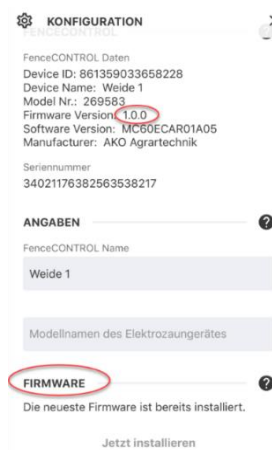 KONFIGURATION
FENCECONTROL
FenceCONTROL Daten
Device ID: 861359033658228
Device Name: Weide 1
Model Nr.: 269583
Firmware Version: 1.0.0
Software Version: MC60ECAR01A05
Manufacturer: AKO Agrartechnik
Seriennummer
34021176382563538217
ANGABEN
?
FenceCONTROL Name
Weide 1
Modellnamen des Elektrozaungerätes
FIRMWARE
?
Die neueste Firmware ist bereits installiert.
Jetzt installieren